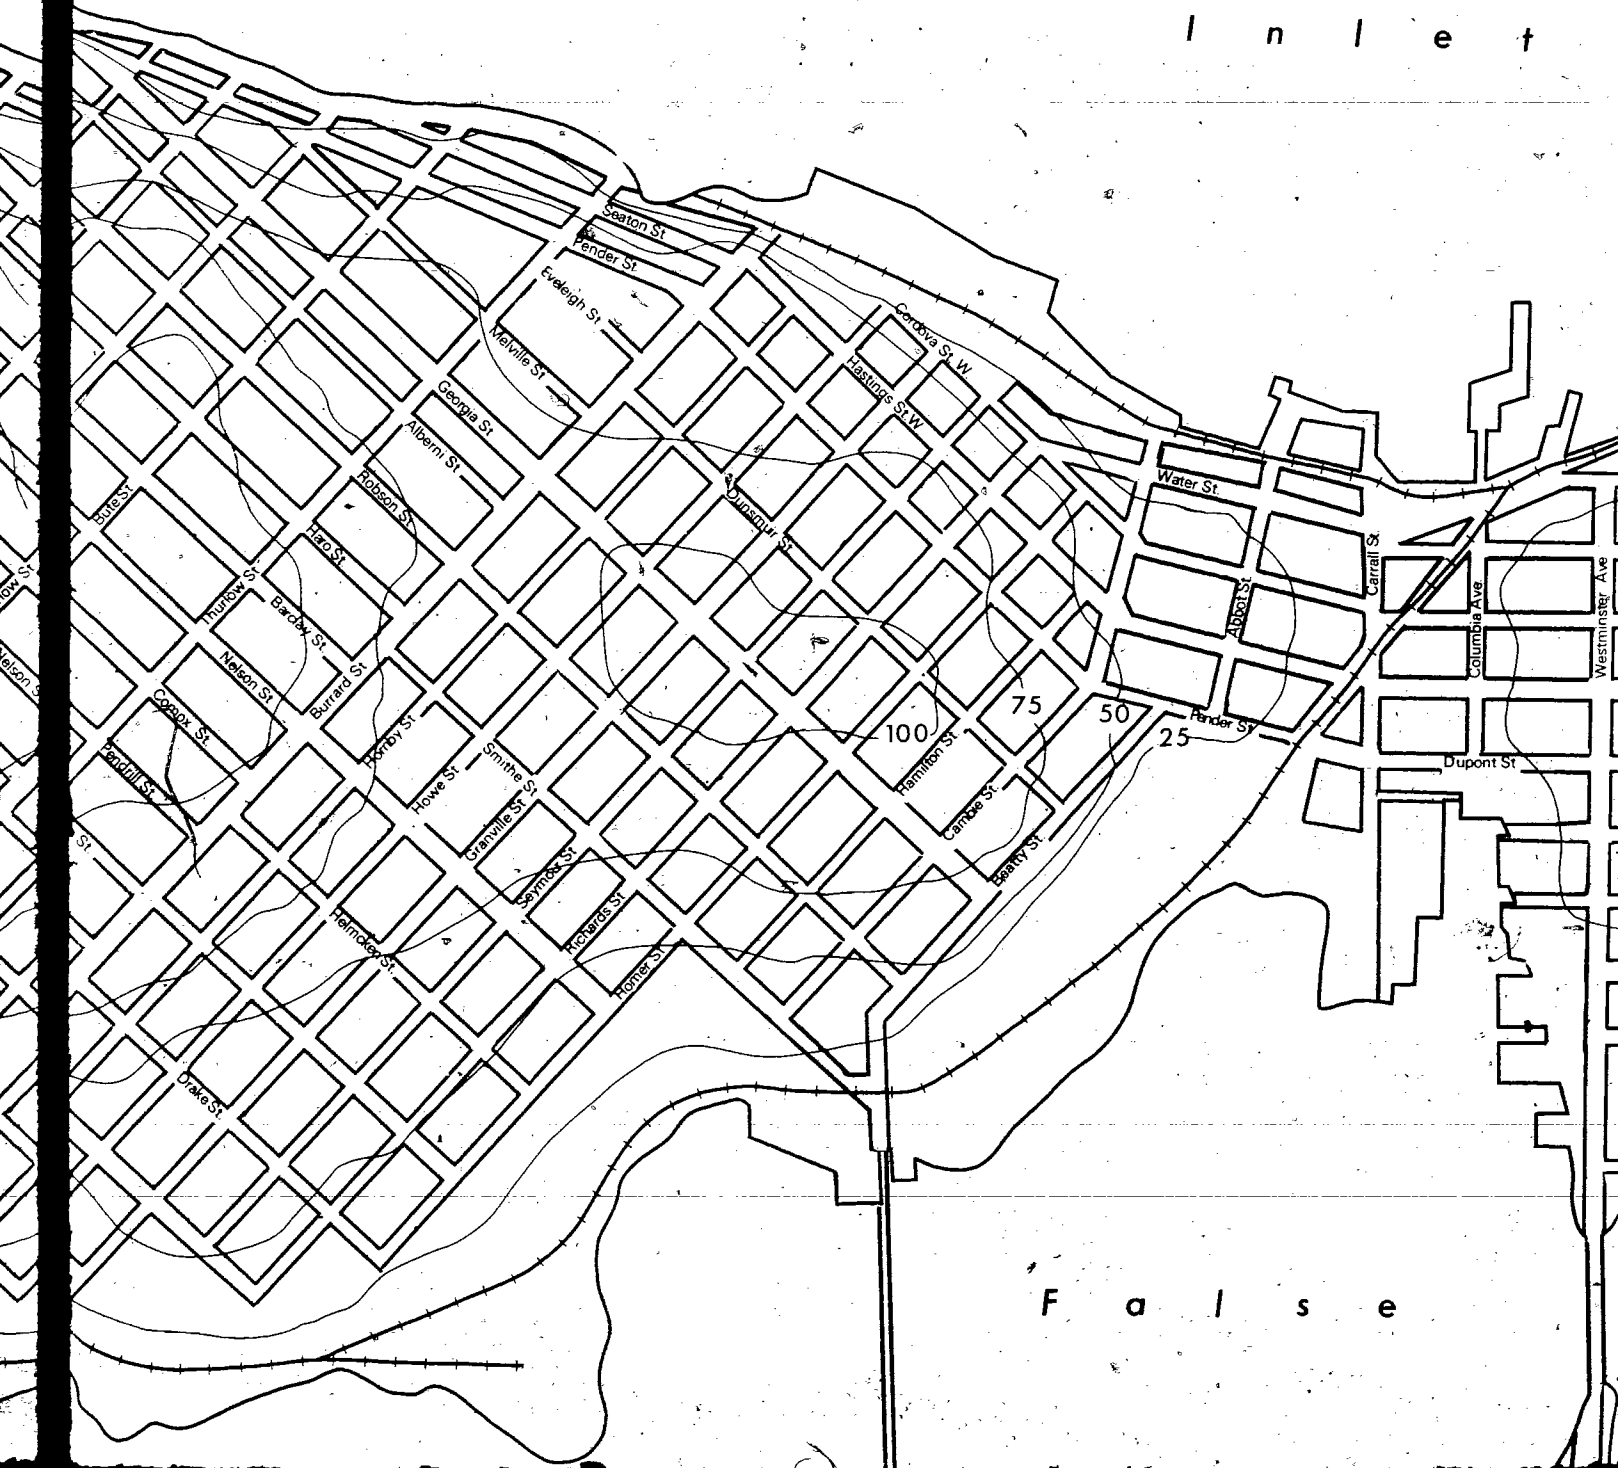 Inlet
Seaton St
Pender St.
Eveleigh St
Melville St
Cordova St. W
Hastings St. W
Georgia St
Alberni St.
Robson St
Haro St
Bute St
Water St.
Dunsmuir St
Carrall St.
Abbot St
Columbia Ave.
Westminster Ave
Thurlow St
Barclay St.
Nelson St
Nelson S
low St
Burrard St
Comox St
Pendrill St.
St
Hornby St
Howe St
Smithe St
Granville St
Seymour St
Richards St
Homer St
Helmcken St.
Hamilton St
Cambie St.
Beatty St
100
75
50
25
Pender St
Dupont St
Drake St.
False